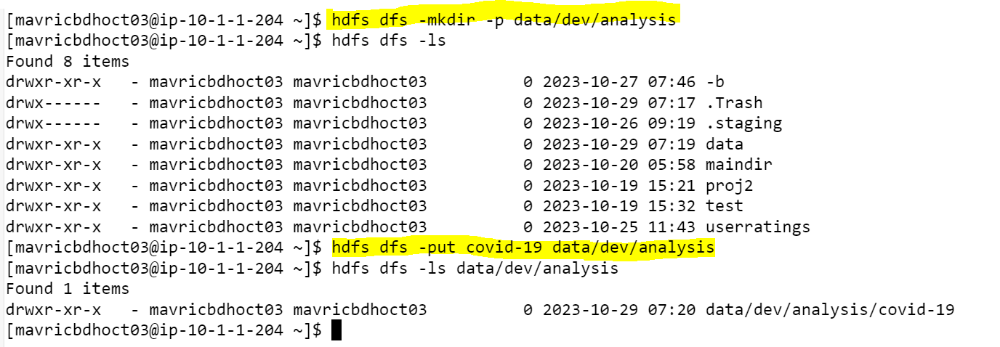 [mavricbdhoct03@ip-10-1-1-204 ~]$ hdfs dfs -mkdir -p data/dev/analysis
[mavricbdhoct03@ip-10-1-1-204 ~]$ hdfs dfs -ls
Found 8 items
drwxr-xr-x   - mavricbdhoct03 mavricbdhoct03          0 2023-10-27 07:46 -b
drwx------   - mavricbdhoct03 mavricbdhoct03          0 2023-10-29 07:17 .Trash
drwx------   - mavricbdhoct03 mavricbdhoct03          0 2023-10-26 09:19 .staging
drwxr-xr-x   - mavricbdhoct03 mavricbdhoct03          0 2023-10-29 07:19 data
drwxr-xr-x   - mavricbdhoct03 mavricbdhoct03          0 2023-10-20 05:58 maindir
drwxr-xr-x   - mavricbdhoct03 mavricbdhoct03          0 2023-10-19 15:21 proj2
drwxr-xr-x   - mavricbdhoct03 mavricbdhoct03          0 2023-10-19 15:32 test
drwxr-xr-x   - mavricbdhoct03 mavricbdhoct03          0 2023-10-25 11:43 userratings
[mavricbdhoct03@ip-10-1-1-204 ~]$ hdfs dfs -put covid-19 data/dev/analysis
[mavricbdhoct03@ip-10-1-1-204 ~]$ hdfs dfs -ls data/dev/analysis
Found 1 items
drwxr-xr-x   - mavricbdhoct03 mavricbdhoct03          0 2023-10-29 07:20 data/dev/analysis/covid-19
[mavricbdhoct03@ip-10-1-1-204 ~]$